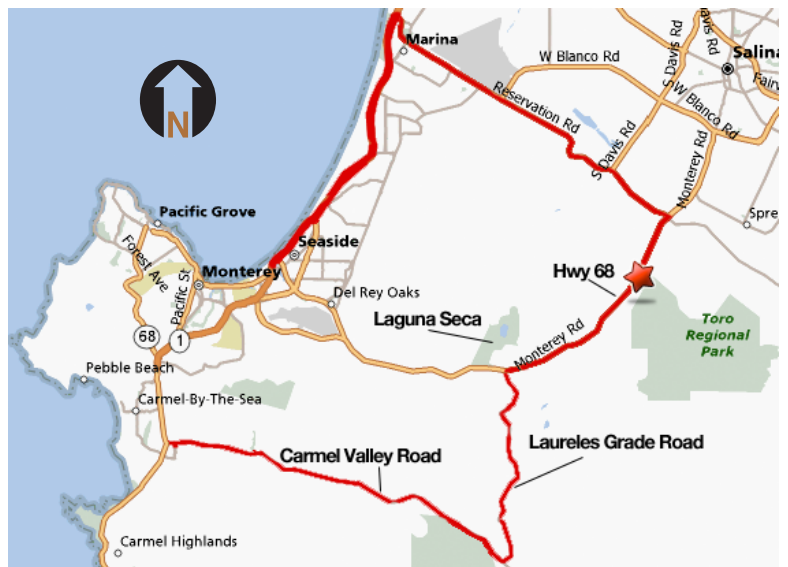 Marina
W Blanco Rd
S Davis Rd
Reservation Rd
S Davis Rd
W Blanco Rd
Monterey Rd
Pacific Grove
Forest Ave
Pacific St
Monterey
Seaside
Del Rey Oaks
Hwy 68
Laguna Seca
Monterey Rd
Toro
Regional
Park
N
68
1
Pebble Beach
Carmel-By-The-Sea
Carmel Valley Road
Laureles Grade Road
Carmel Highlands